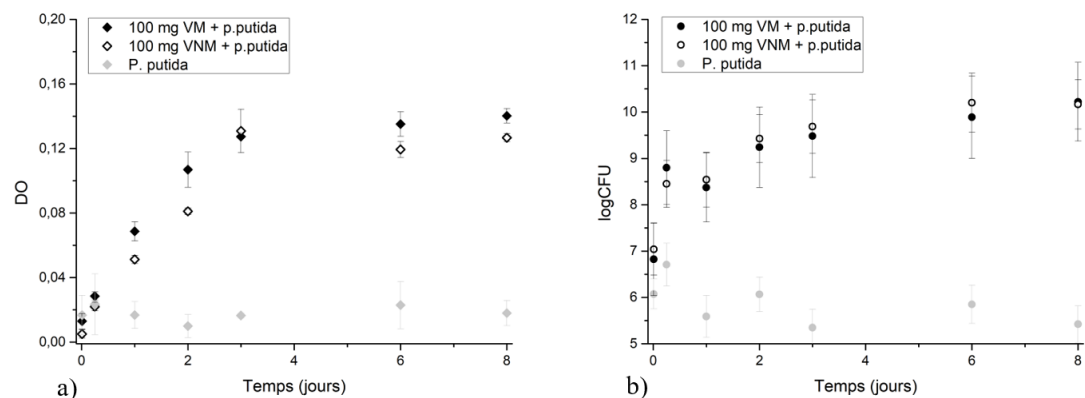 0,20
0,16
0,12
0,08
0,04
0,00
DO
100 mg VM + p.putida
100 mg VNM + p.putida
P. putida
0 2 4 6 8
Temps (jours)
a)
12
11
10
9
8
7
6
5
logCFU
100 mg VM + p.putida
100 mg VNM + p.putida
P. putida
0 2 4 6 8
Temps (jours)
b)